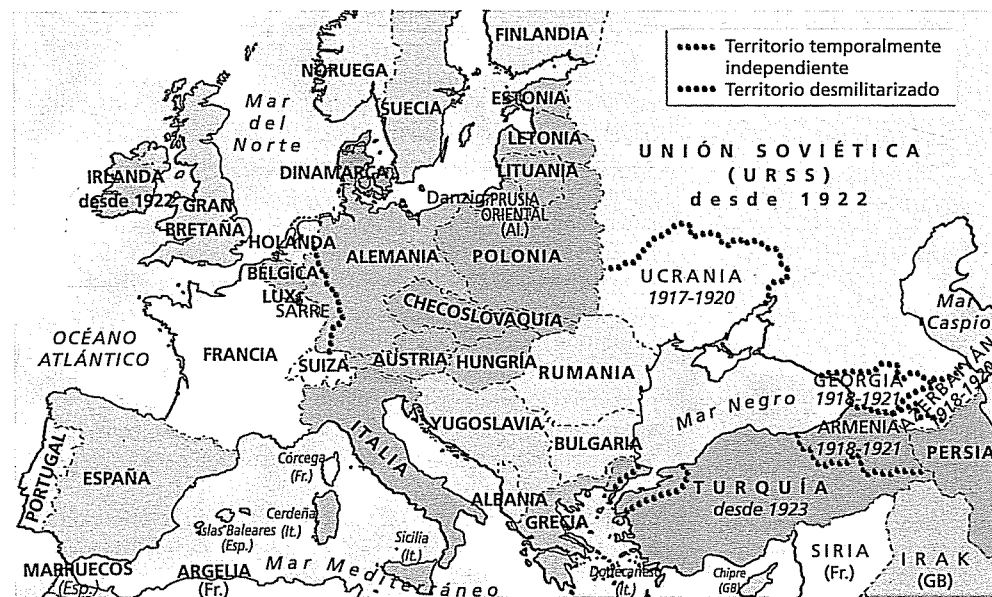 FINLANDIA
Territorio temporalmente
independiente
Territorio desmilitarizado
NORUEGA
SUECIA
Mar
del
Norte
ESTONIA
LETONIA
LITUANIA
UNIÓN SOVIÉTICA
(URSS)
desde 1922
IRLANDA
desde 1922
GRAN
BRETAÑA
DINAMARCA
Danzig
PRUSIA
ORIENTAL
(Al.)
HOLANDA
BÉLGICA
LUX.
SARRE
ALEMANIA
POLONIA
UCRANIA
1917-1920
CHECOSLOVAQUIA
Mar
Caspio
OCÉANO
ATLÁNTICO
FRANCIA
SUIZA
AUSTRIA
HUNGRÍA
RUMANIA
Mar Negro
GEORGIA
1918-1921
AZERBAIYÁN
1918-1920
ARMENIA
1918-1921
PERSIA
YUGOSLAVIA
BULGARIA
ITALIA
PORTUGAL
ESPAÑA
Córcega
(Fr.)
Cerdeña
(It.)
Islas Baleares
(Esp.)
Sicilia
(It.)
ALBANIA
GRECIA
TURQUÍA
desde 1923
Dodecaneso
(It.)
Chipre
(GB)
SIRIA
(Fr.)
IRAK
(GB)
MARRUECOS
(Esp.)
ARGELIA
(Fr.)
Mar Mediterráneo